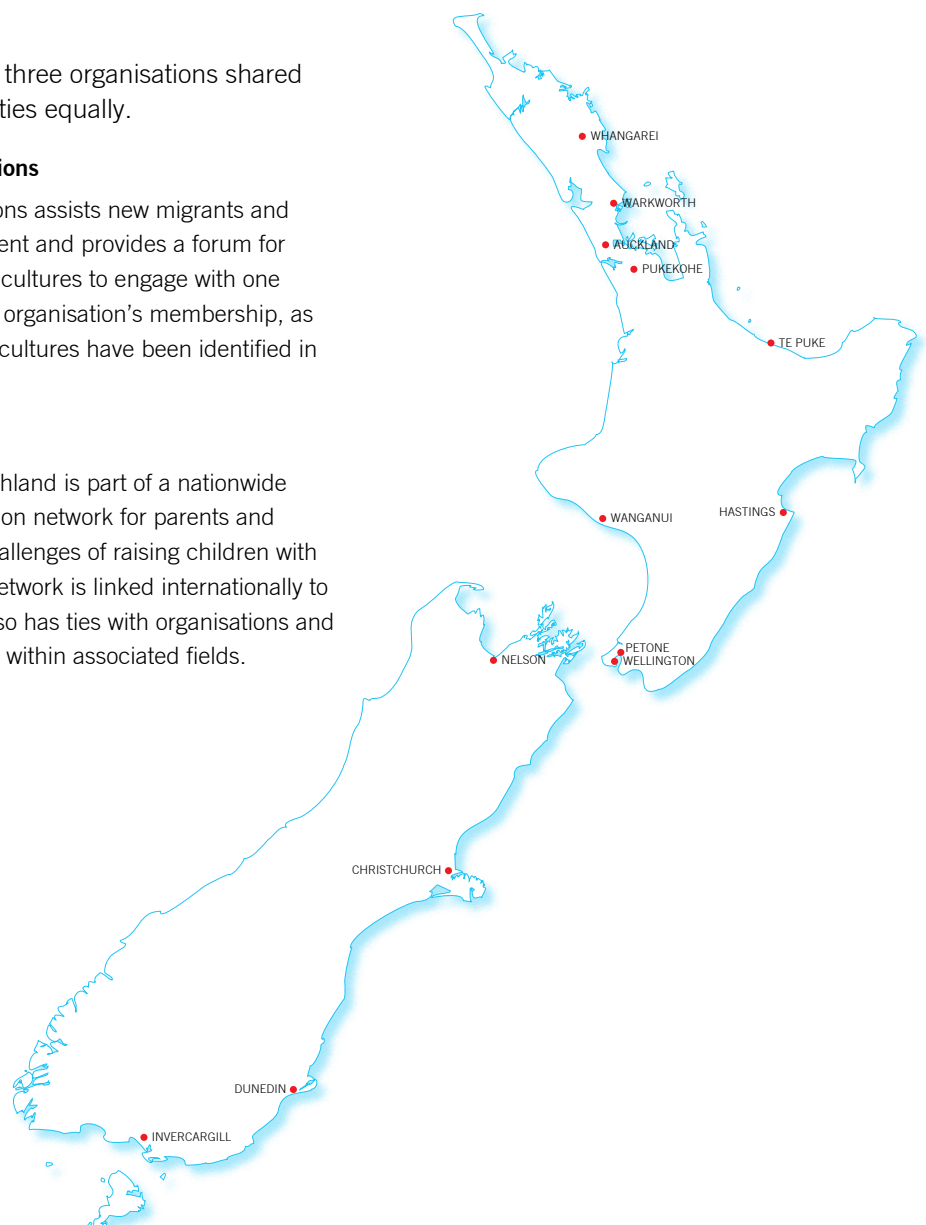 three organisations shared
ties equally.
ions
ons assists new migrants and
ent and provides a forum for
cultures to engage with one
organisation’s membership, as
cultures have been identified in
hland is part of a nationwide
on network for parents and
allenges of raising children with
etwork is linked internationally to
so has ties with organisations and
within associated fields.
WHANGAREI
WARKWORTH
AUCKLAND
PUKEKOHE
TE PUKE
WANGANUI
HASTINGS
PETONE
WELLINGTON
NELSON
CHRISTCHURCH
DUNEDIN
INVERCARGILL